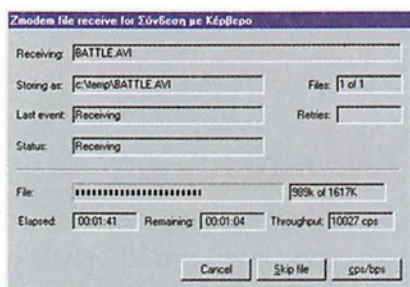 Zmodem file receive for Σύνδεση με Κέρβερο
Receiving: BATTLE.AVI
Storing as: c:\temp\BATTLE.AVI Files: 1 of 1
Last event: Receiving Retries:
Status: Receiving
File: 989k of 1617K
Elapsed: 00:01:41 Remaining: 00:01:04 Throughput: 10027 cps
Cancel Skip file cps/bps